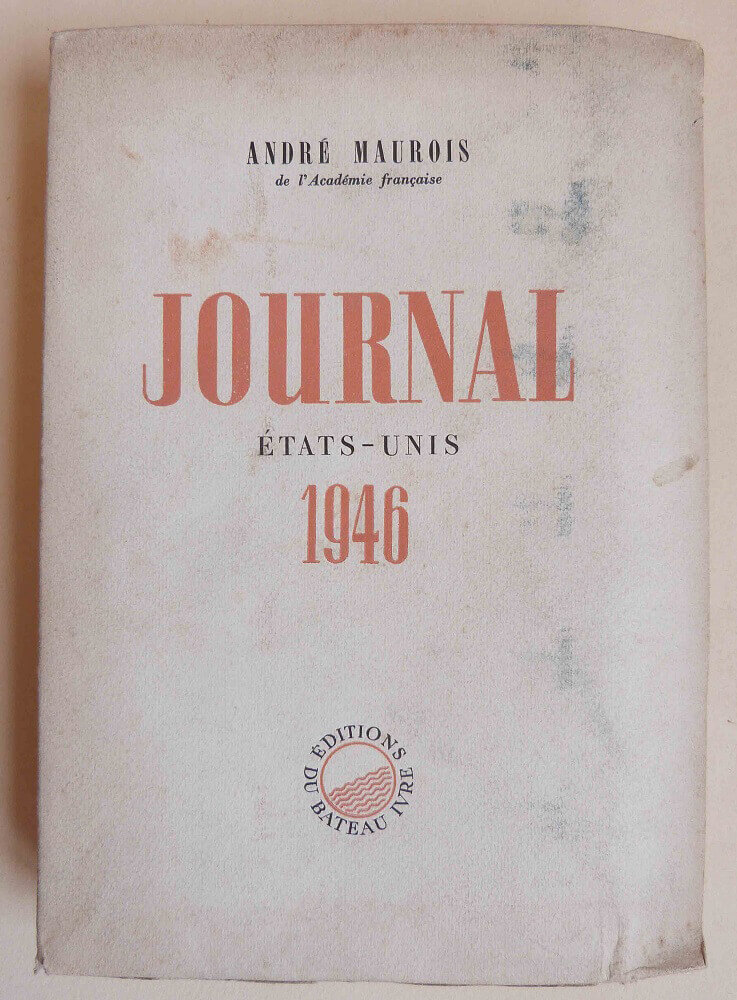 ANDRÉ MAUROIS
de l'Académie française
JOURNAL
ÉTATS-UNIS
1946
ÉDITIONS
DU BATEAU IVRE